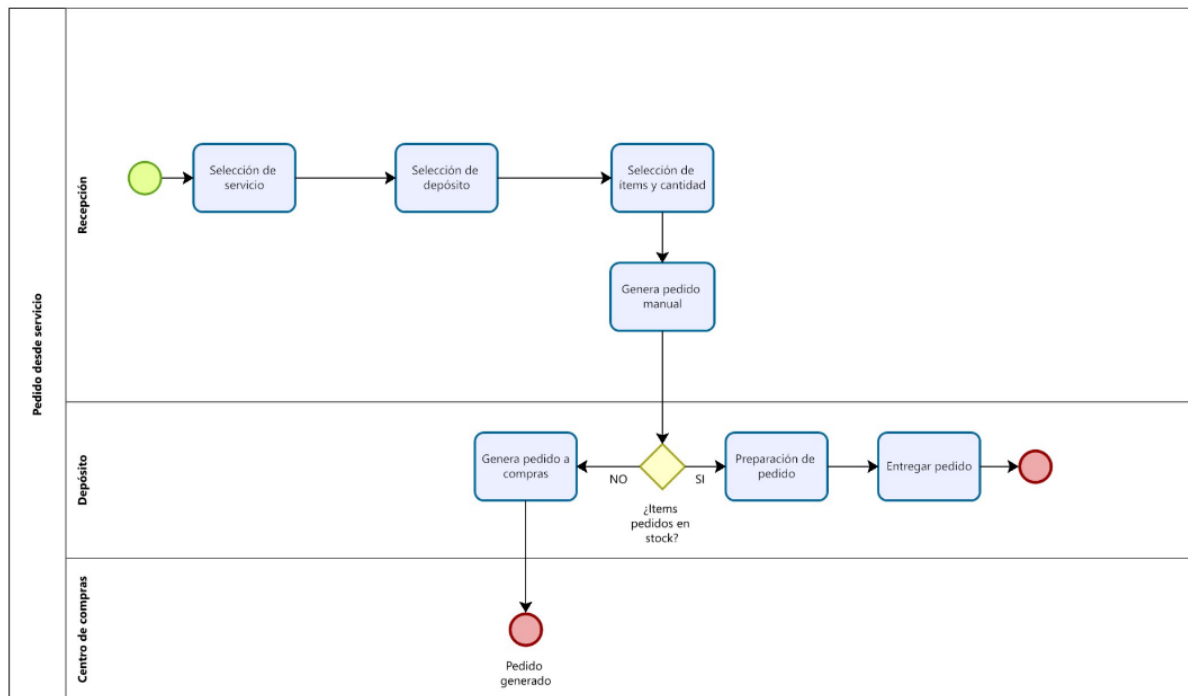 Pedido desde servicio
Recepción
Selección de
servicio
Selección de
depósito
Selección de
ítems y cantidad
Genera pedido
manual
Depósito
Genera pedido a
compras
NO
SI
¿Items
pedidos en
stock?
Preparación de
pedido
Entregar pedido
Centro de compras
Pedido
generado